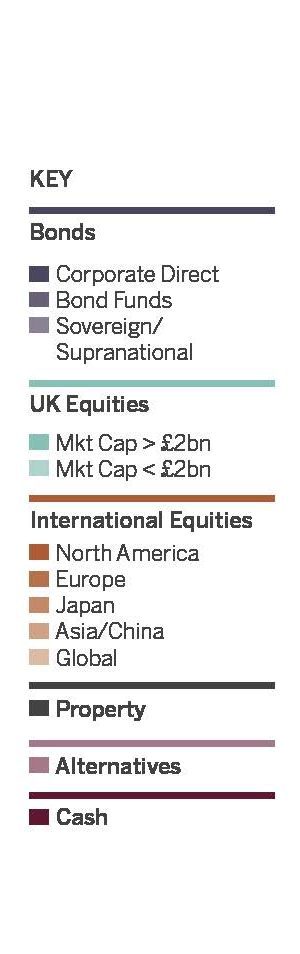 KEY
Bonds
Corporate Direct
Bond Funds
Sovereign/
Supranational
UK Equities
Mkt Cap > £2bn
Mkt Cap < £2bn
International Equities
North America
Europe
Japan
Asia/China
Global
Property
Alternatives
Cash